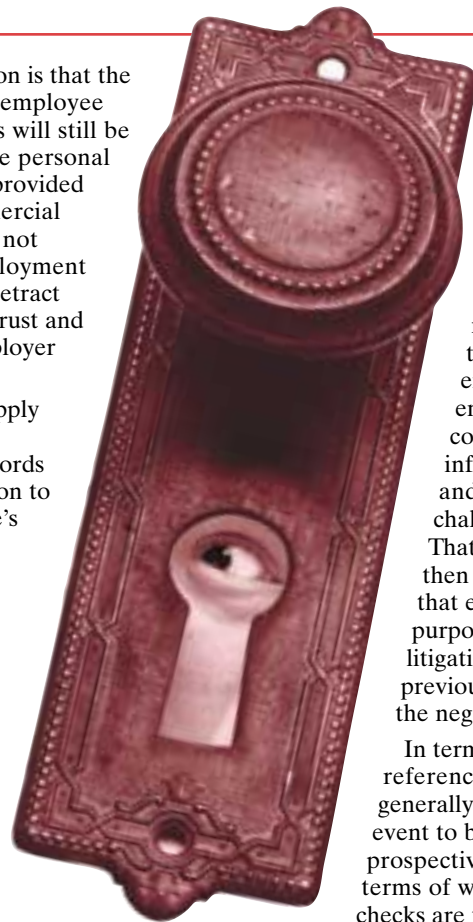 on is that the
employee
s will still be
e personal
provided
ercial
not
loyment
etract
rust and
ployer
pply
ords
on to
e's
t
e
en
co
inf
and
chal
That
then
that e
purpo
litigati
previou
the neg
In tern
referenc
generally
event to b
prospectiv
terms of w
checks are